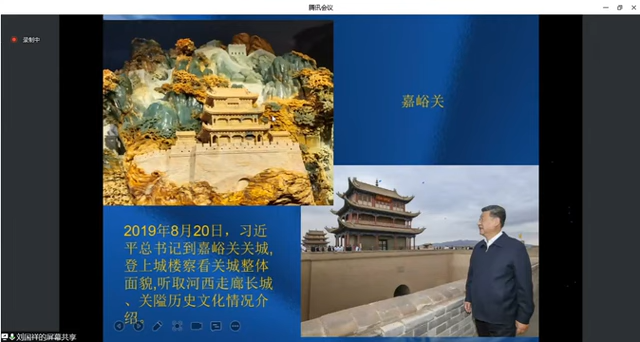 腾讯会议
录制中
嘉峪关
2019年8月20日，习近
平总书记到嘉峪关关城,
登上城楼察看关城整体
面貌,听取河西走廊长城
、关隘历史文化情况介
绍。
刘国祥的屏幕共享